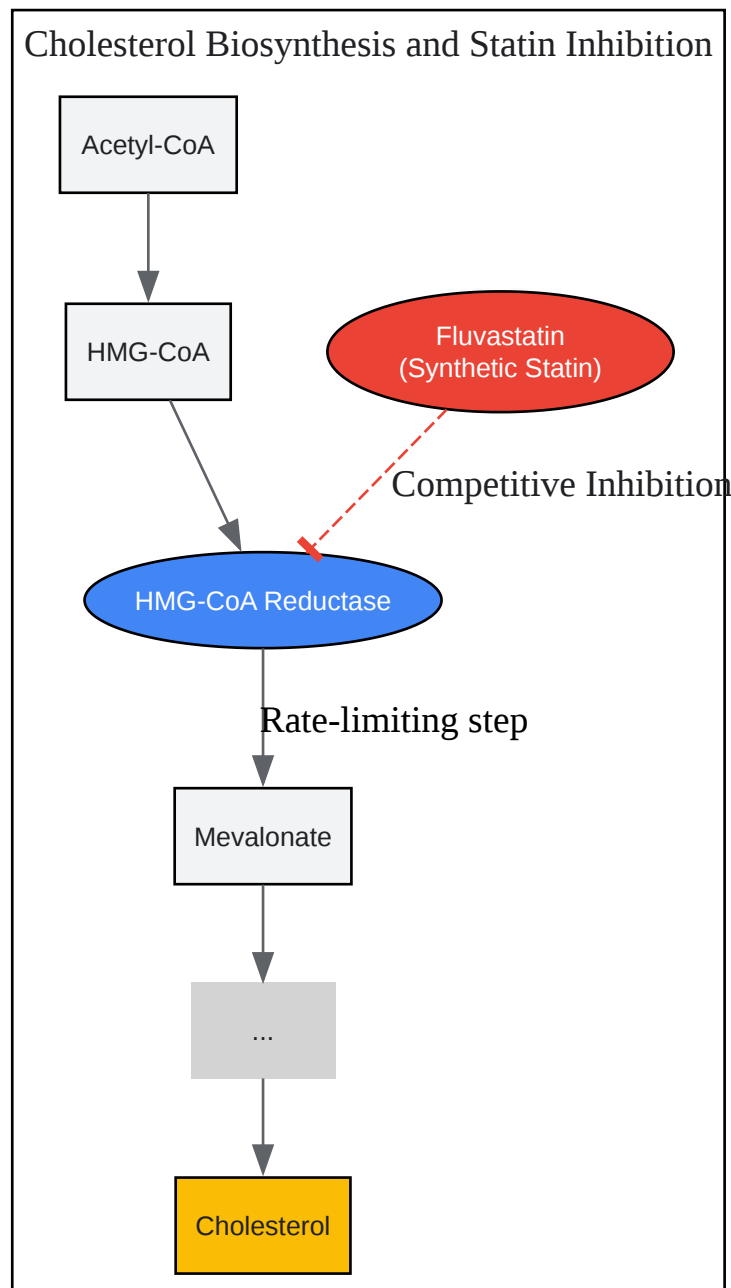 Cholesterol Biosynthesis and Statin Inhibition
Acetyl-CoA
HMG-CoA
Fluvastatin
(Synthetic Statin)
Competitive Inhibition
HMG-CoA Reductase
Rate-limiting step
Mevalonate
...
Cholesterol